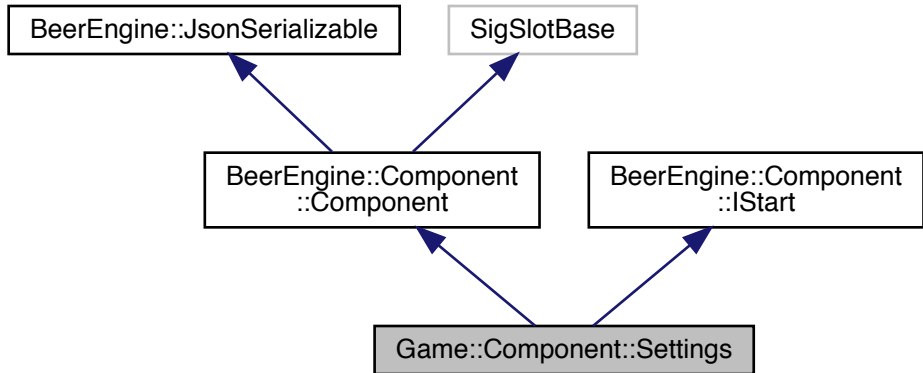 BeerEngine::JsonSerializable
SigSlotBase
BeerEngine::Component
::Component
BeerEngine::Component
::IStart
Game::Component::Settings